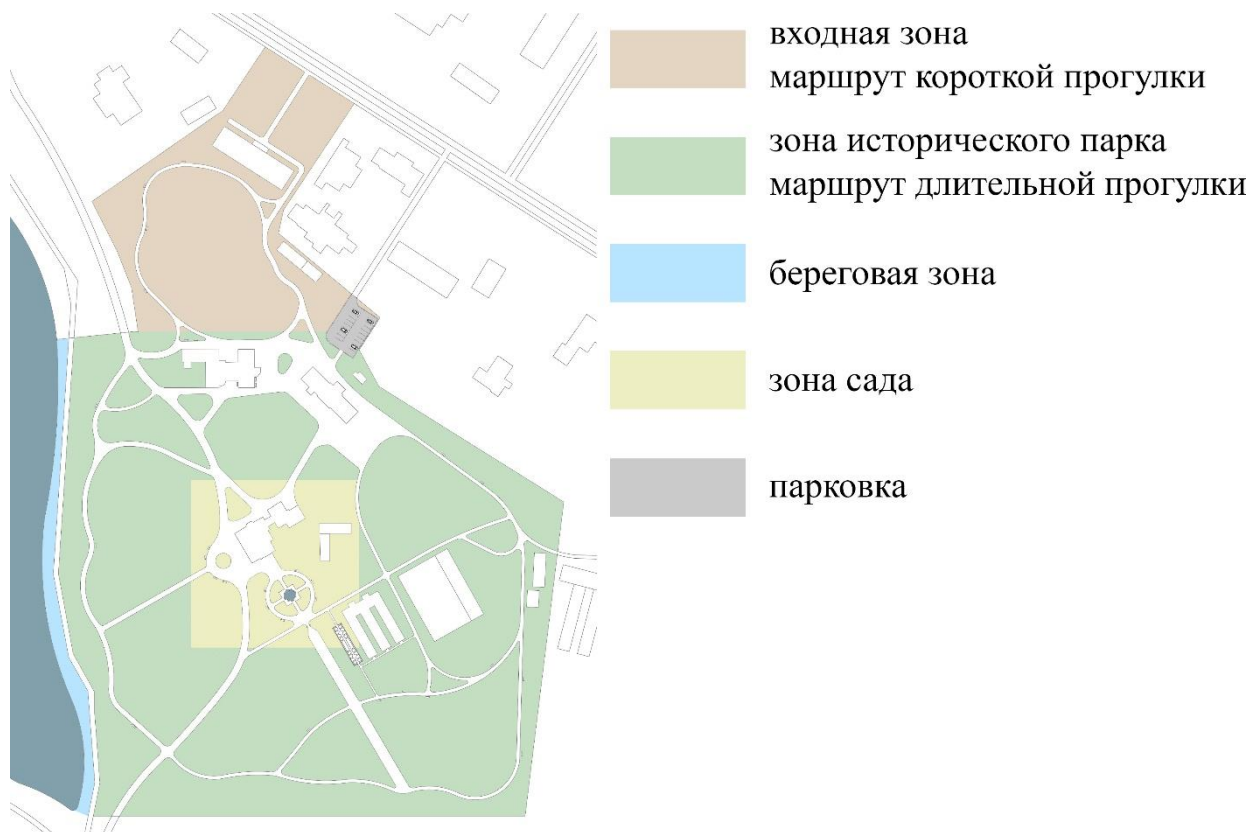 входная зона
маршрут короткой прогулки
зона исторического парка
маршрут длительной прогулки
береговая зона
зона сада
парковка